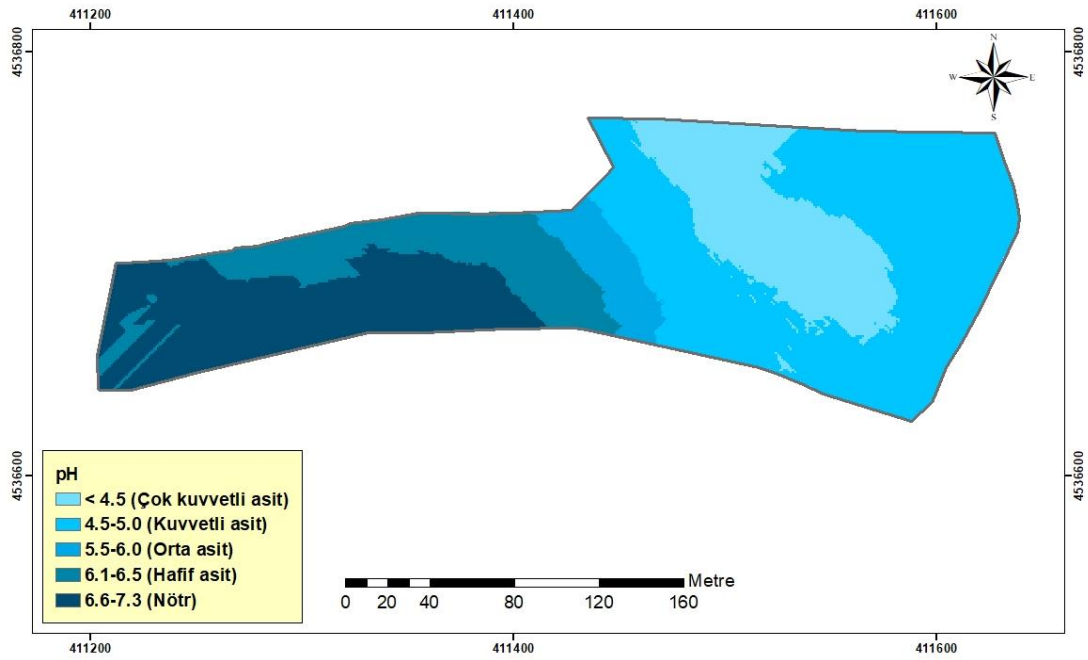 411200 411400 411600
4536800 4536800
N
W E
S
4536600 4536600
pH
< 4.5 (Çok kuvvetli asit)
4.5-5.0 (Kuvvetli asit)
5.5-6.0 (Orta asit)
6.1-6.5 (Hafif asit)
6.6-7.3 (Nötr)
Metre
0 20 40 80 120 160
411200 411400 411600